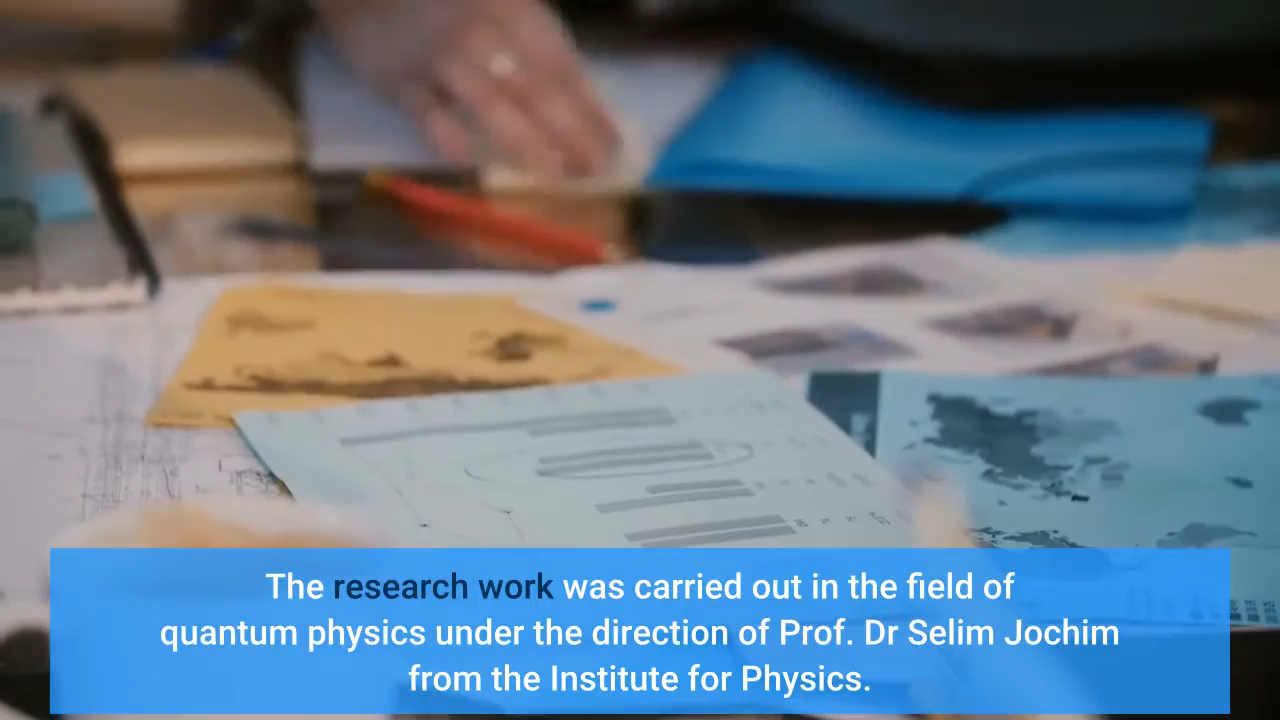 The research work was carried out in the field of
quantum physics under the direction of Prof. Dr Selim Jochim
from the Institute for Physics.